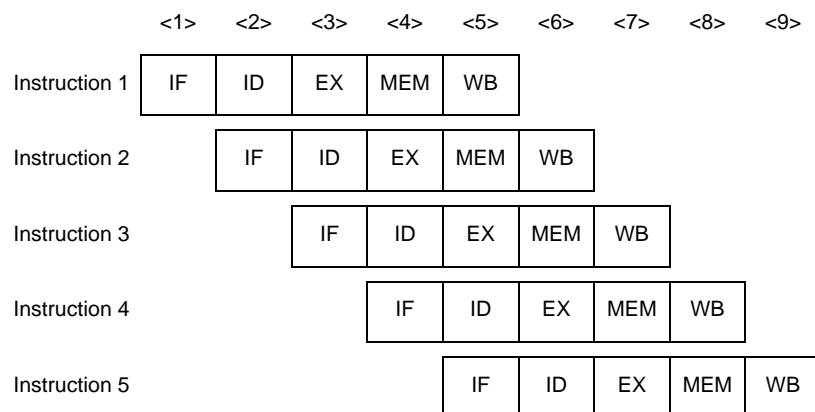 <1> <2> <3> <4> <5> <6> <7> <8> <9>
Instruction 1 IF ID EX MEM WB
Instruction 2 IF ID EX MEM WB
Instruction 3 IF ID EX MEM WB
Instruction 4 IF ID EX MEM WB
Instruction 5 IF ID EX MEM WB